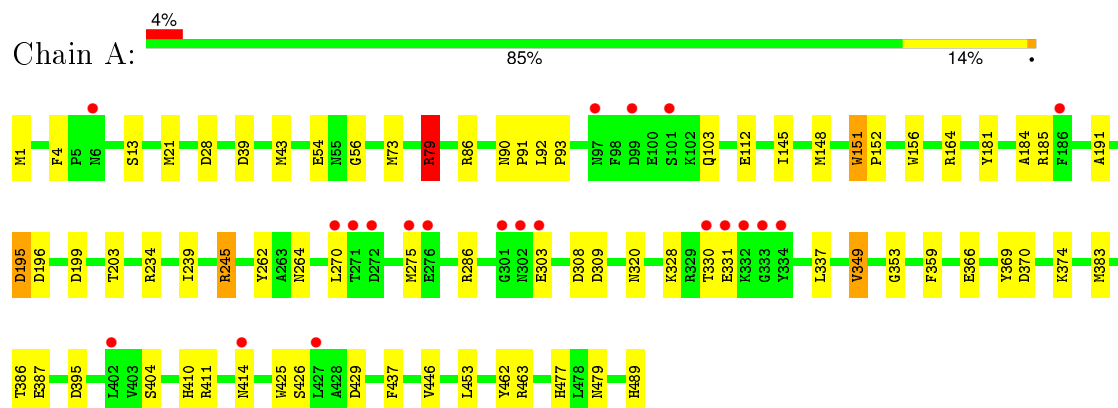 4%
Chain A:
85%
14%
•
M1 F4 P5 N6 S13 M21 D28 D39 M43 E54 N55 G56 M73 R79 R86 N90 P91 L92 P93 N97 F98 D99 E100 S101 K102 Q103 E112 I145 M148 W151 P152 W156 R164 Y181 A184 R185 F186 A191
D195 D196 D199 T203 R234 I239 R245 Y262 A263 N264 L270 T271 D272 M275 E276 R286 G301 N302 E303 D308 D309 N320 K328 R329 T330 E331 K332 G333 Y334 L337 V349 G353 F359 E366 Y369 D370 K374 M383
T386 E387 D395 L402 V403 S404 H410 R411 N414 W425 S426 L427 A428 D429 F437 V446 L453 Y462 R463 H477 L478 N479 H489